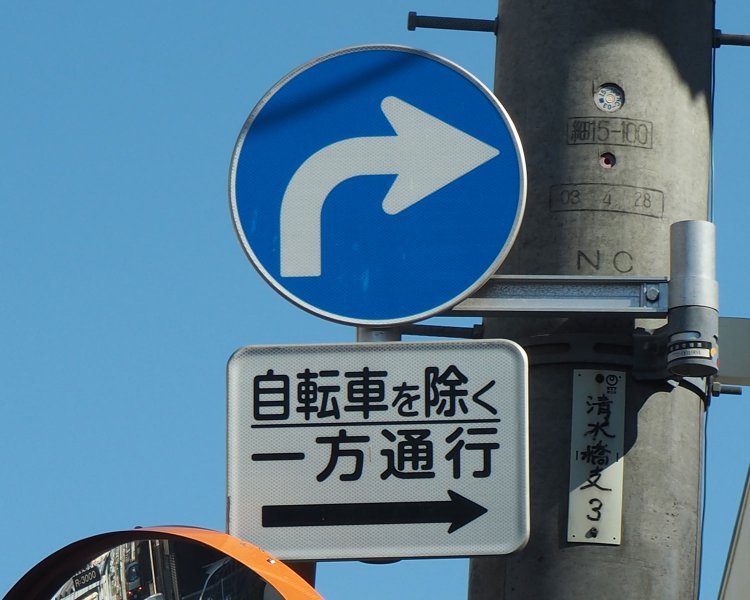 自転車を除く
一方通行
細15-100
03 4 28
NC
清水橋支3
R-3000